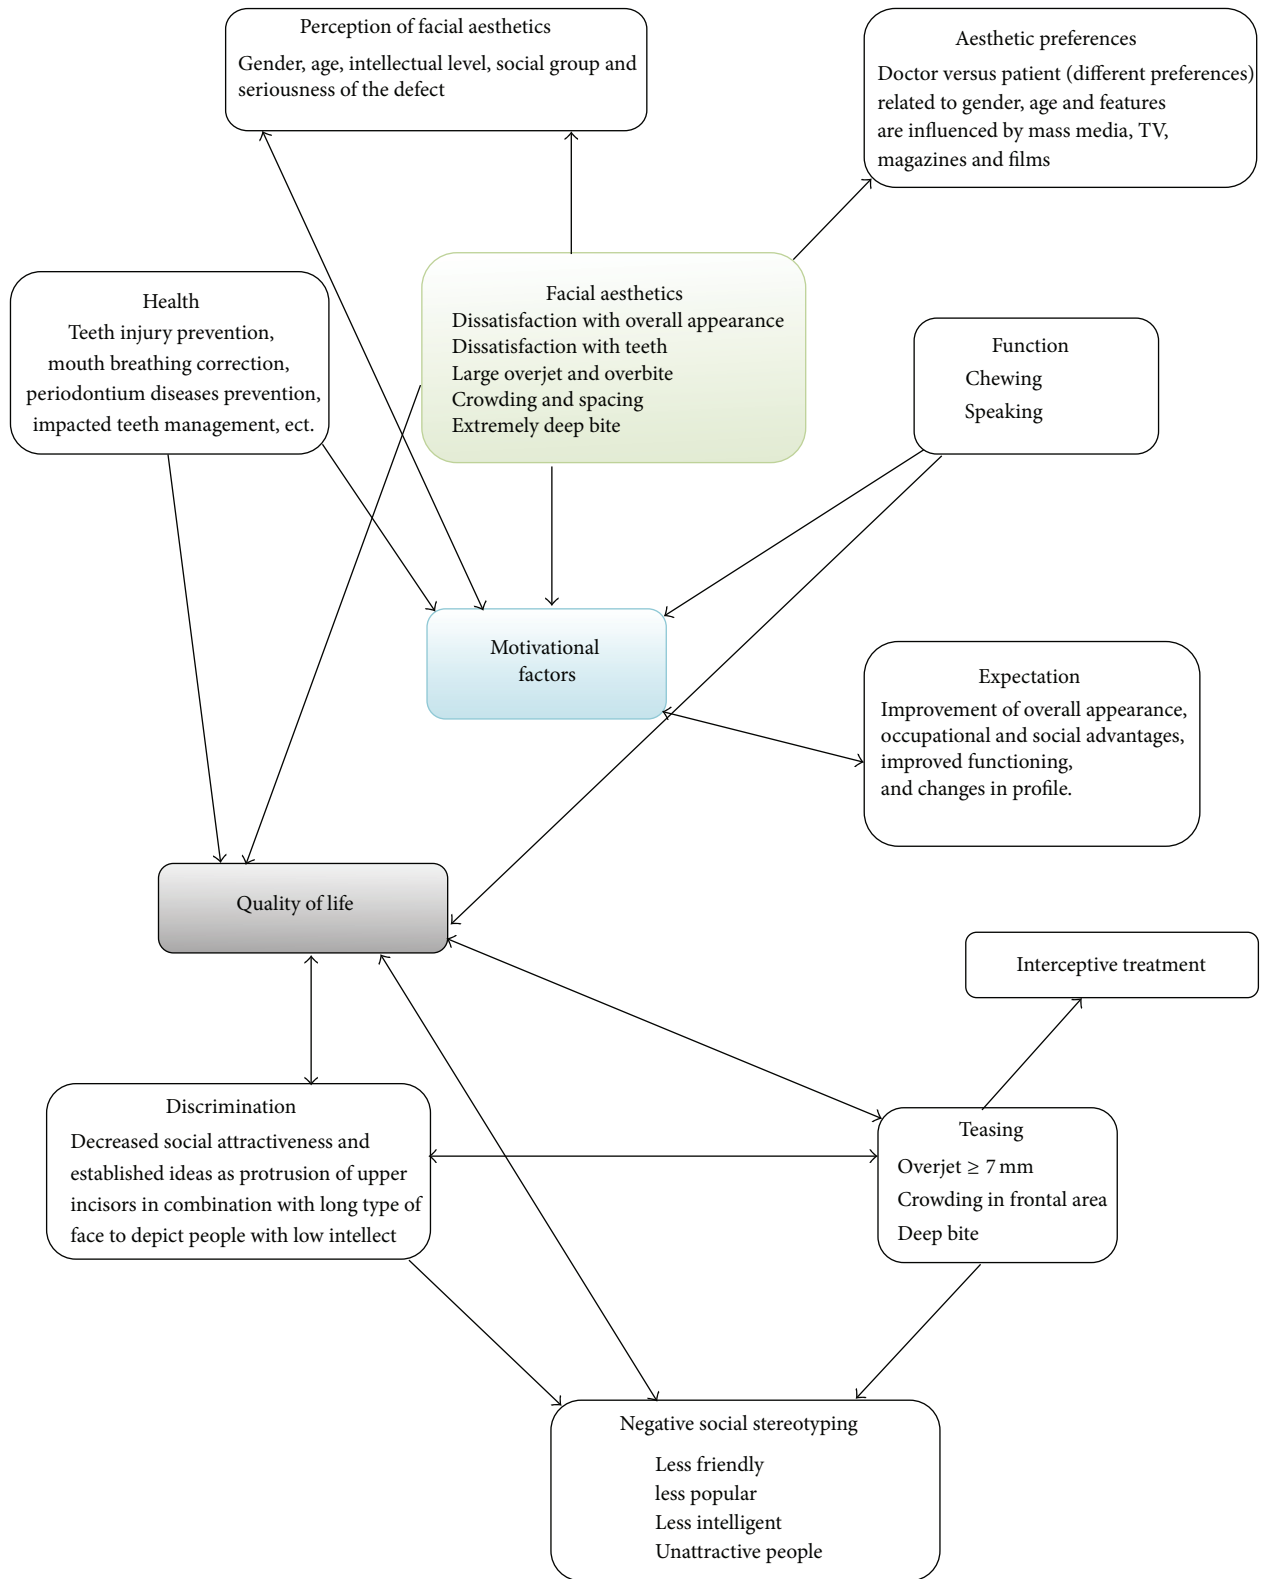 Perception of facial aesthetics
Gender, age, intellectual level, social group and
seriousness of the defect
Aesthetic preferences
Doctor versus patient (different preferences)
related to gender, age and features
are influenced by mass media, TV,
magazines and films
Health
Teeth injury prevention,
mouth breathing correction,
periodontium diseases prevention,
impacted teeth management, ect.
Facial aesthetics
Dissatisfaction with overall appearance
Dissatisfaction with teeth
Large overjet and overbite
Crowding and spacing
Extremely deep bite
Function
Chewing
Speaking
Motivational
factors
Expectation
Improvement of overall appearance,
occupational and social advantages,
improved functioning,
and changes in profile.
Quality of life
Interceptive treatment
Discrimination
Decreased social attractiveness and
established ideas as protrusion of upper
incisors in combination with long type of
face to depict people with low intellect
Teasing
Overjet ≥ 7 mm
Crowding in frontal area
Deep bite
Negative social stereotyping
Less friendly
less popular
Less intelligent
Unattractive people